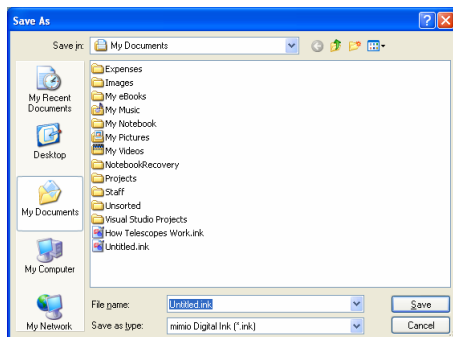 Save As
Save in: My Documents
My Recent
Documents
Desktop
My Documents
My Computer
My Network
Expenses
Images
My eBooks
My Music
My Notebook
My Pictures
My Videos
NotebookRecovery
Projects
Staff
Unsorted
Visual Studio Projects
How Telescopes Work.ink
Untitled.ink
File name: Untitled.ink Save
Save as type: mimio Digital Ink (*.ink) Cancel